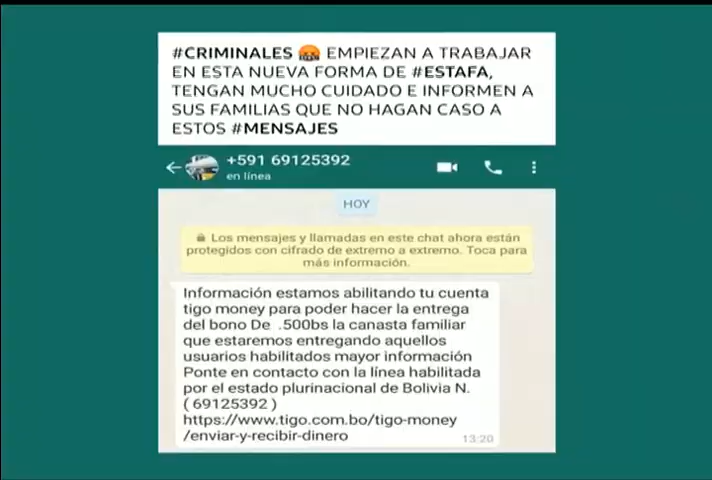 #CRIMINALES 🤬 EMPIEZAN A TRABAJAR
EN ESTA NUEVA FORMA DE #ESTAFA,
TENGAN MUCHO CUIDADO E INFORMEN A
SUS FAMILIAS QUE NO HAGAN CASO A
ESTOS #MENSAJES
+591 69125392
en línea
HOY
Los mensajes y llamadas en este chat ahora están
protegidos con cifrado de extremo a extremo. Toca para
más información.
Información estamos abilitando tu cuenta
tigo money para poder hacer la entrega
del bono De .500bs la canasta familiar
que estaremos entregando aquellos
usuarios habilitados mayor información
Ponte en contacto con la línea habilitada
por el estado plurinacional de Bolivia N.
( 69125392 )
https://www.tigo.com.bo/tigo-money
/enviar-y-recibir-dinero
13:20